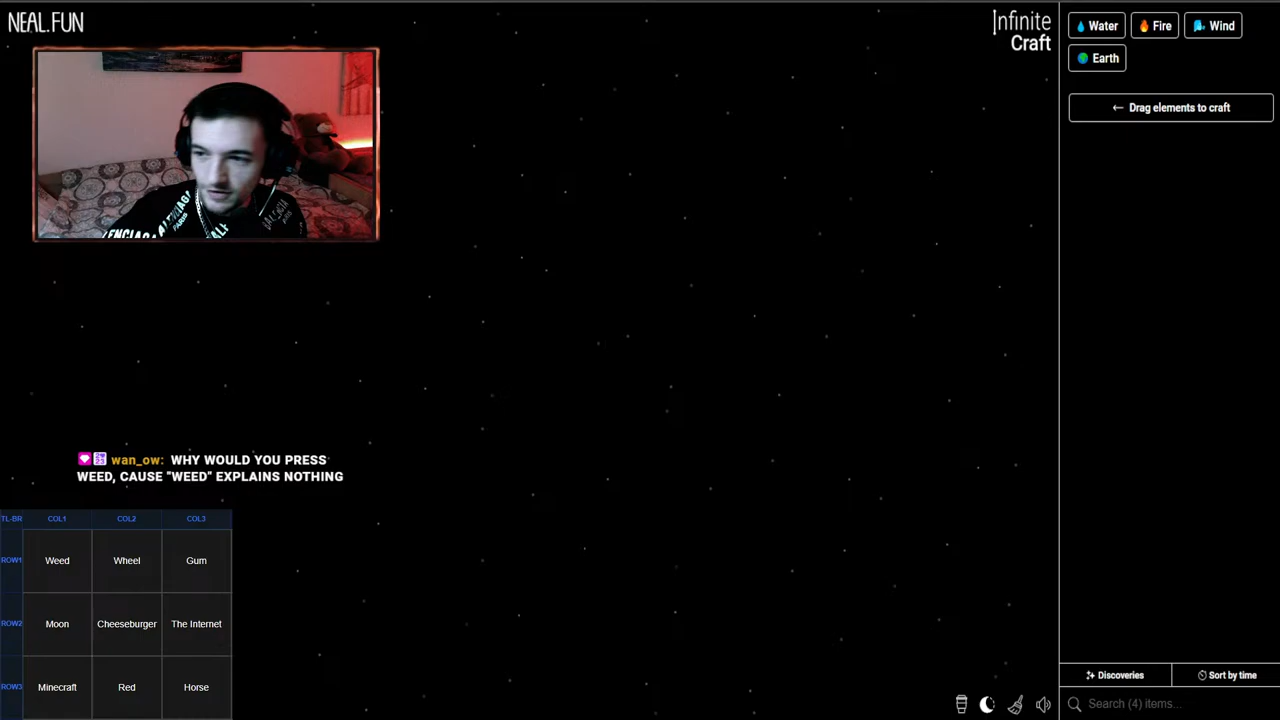 NEAL.FUN
Infinite
Craft
Water
Fire
Wind
Earth
← Drag elements to craft
BALENCIAGA
PARIS
wan_ow: WHY WOULD YOU PRESS
WEED, CAUSE "WEED" EXPLAINS NOTHING
TL-BR COL1 COL2 COL3
ROW1 Weed Wheel Gum
ROW2 Moon Cheeseburger The Internet
ROW3 Minecraft Red Horse
Discoveries
Sort by time
Search (4) items...